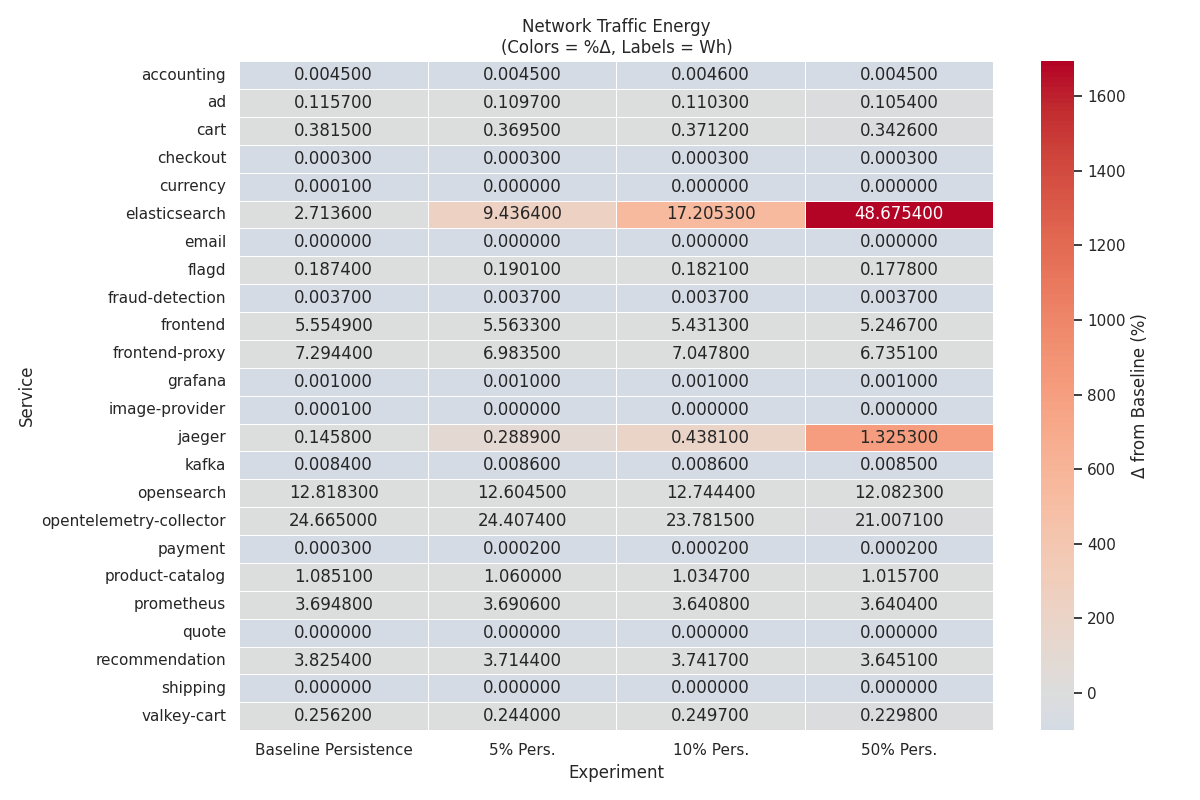 Network Traffic Energy
(Colors = %Δ, Labels = Wh)
accounting 0.004500 0.004500 0.004600 0.004500
ad 0.115700 0.109700 0.110300 0.105400
cart 0.381500 0.369500 0.371200 0.342600
checkout 0.000300 0.000300 0.000300 0.000300
currency 0.000100 0.000000 0.000000 0.000000
elasticsearch 2.713600 9.436400 17.205300 48.675400
email 0.000000 0.000000 0.000000 0.000000
flagd 0.187400 0.190100 0.182100 0.177800
fraud-detection 0.003700 0.003700 0.003700 0.003700
frontend 5.554900 5.563300 5.431300 5.246700
frontend-proxy 7.294400 6.983500 7.047800 6.735100
grafana 0.001000 0.001000 0.001000 0.001000
image-provider 0.000100 0.000000 0.000000 0.000000
jaeger 0.145800 0.288900 0.438100 1.325300
kafka 0.008400 0.008600 0.008600 0.008500
opensearch 12.818300 12.604500 12.744400 12.082300
opentelemetry-collector 24.665000 24.407400 23.781500 21.007100
payment 0.000300 0.000200 0.000200 0.000200
product-catalog 1.085100 1.060000 1.034700 1.015700
prometheus 3.694800 3.690600 3.640800 3.640400
quote 0.000000 0.000000 0.000000 0.000000
recommendation 3.825400 3.714400 3.741700 3.645100
shipping 0.000000 0.000000 0.000000 0.000000
valkey-cart 0.256200 0.244000 0.249700 0.229800
Baseline Persistence 5% Pers. 10% Pers. 50% Pers.
Experiment
Service
1600
1400
1200
1000
800
600
400
200
0
Δ from Baseline (%)